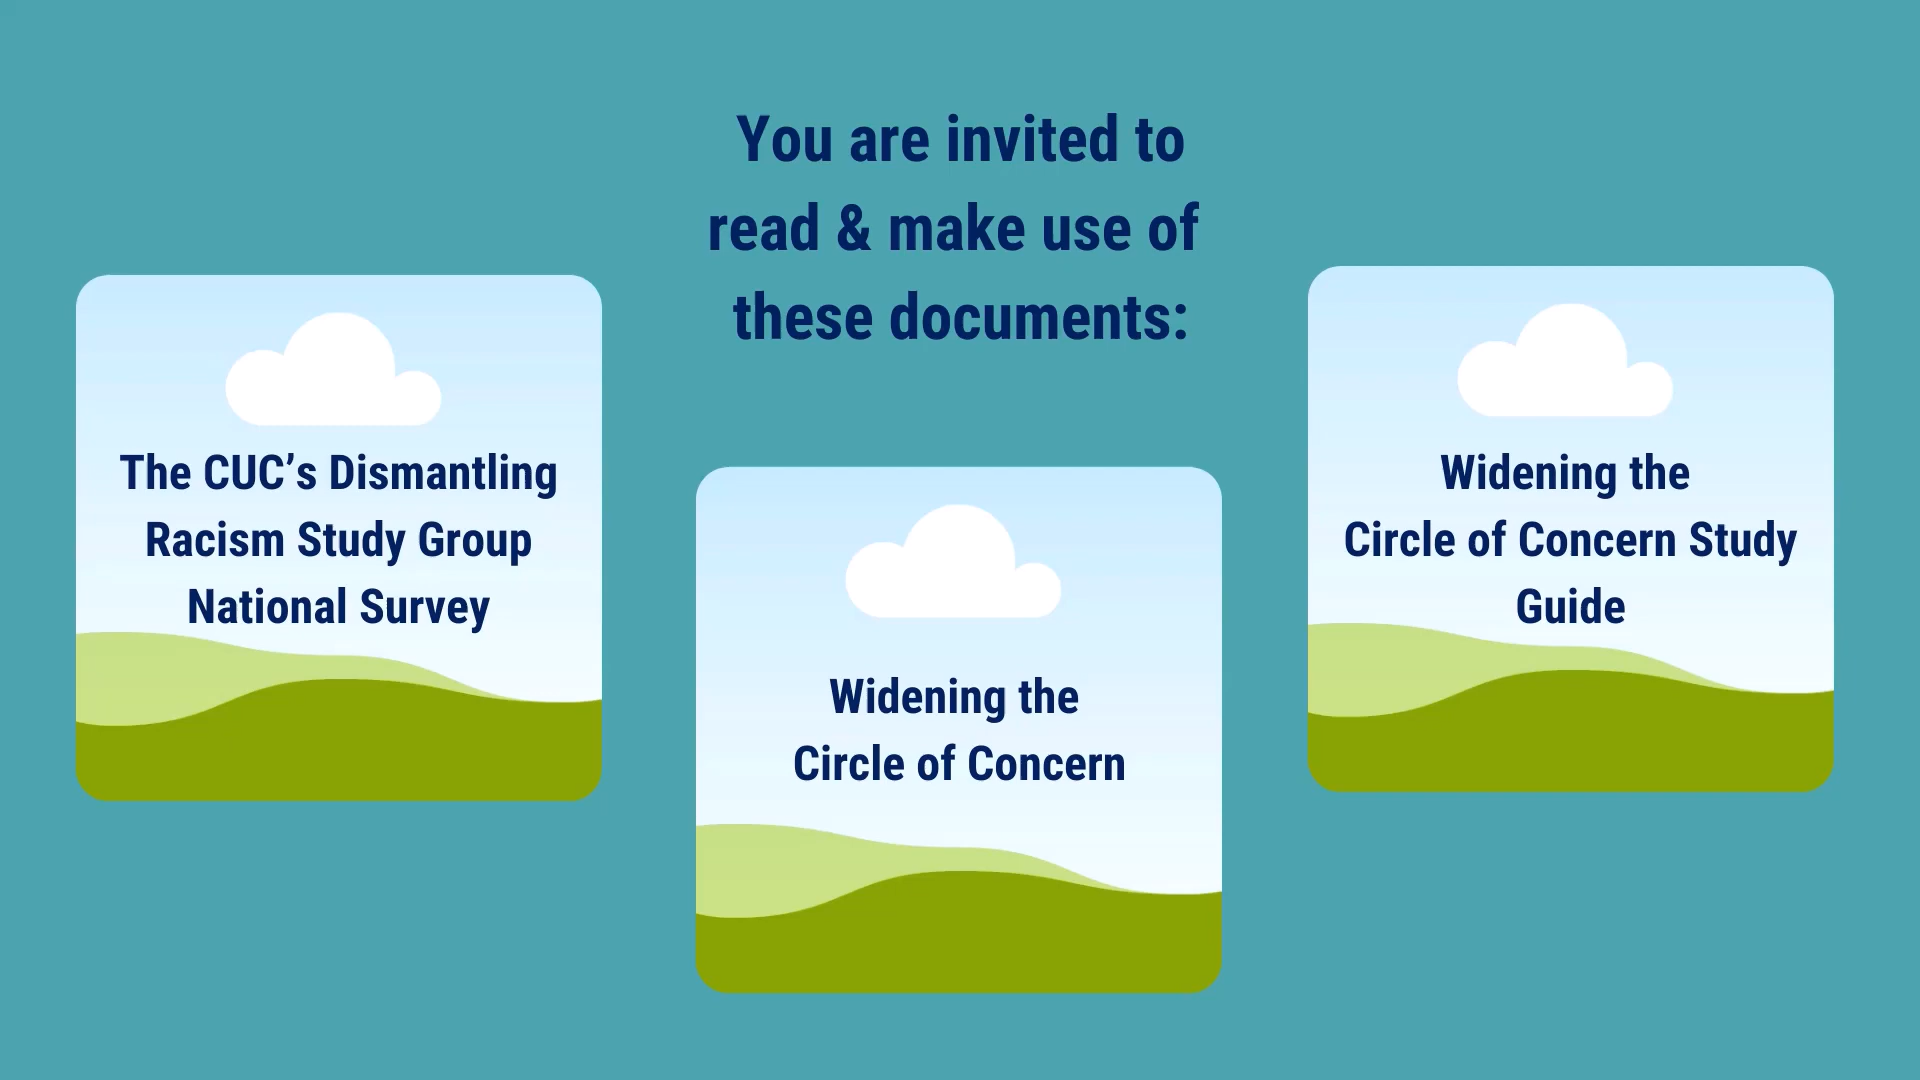 You are invited to
read & make use of
these documents:
The CUC’s Dismantling
Racism Study Group
National Survey
Widening the
Circle of Concern
Widening the
Circle of Concern Study
Guide